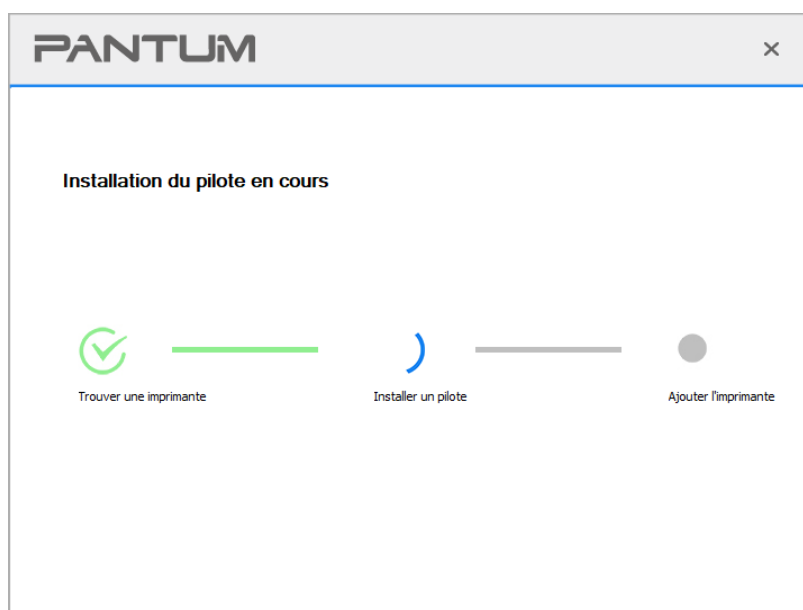 PANTUM
Installation du pilote en cours
Trouver une imprimante
Installer un pilote
Ajouter l'imprimante